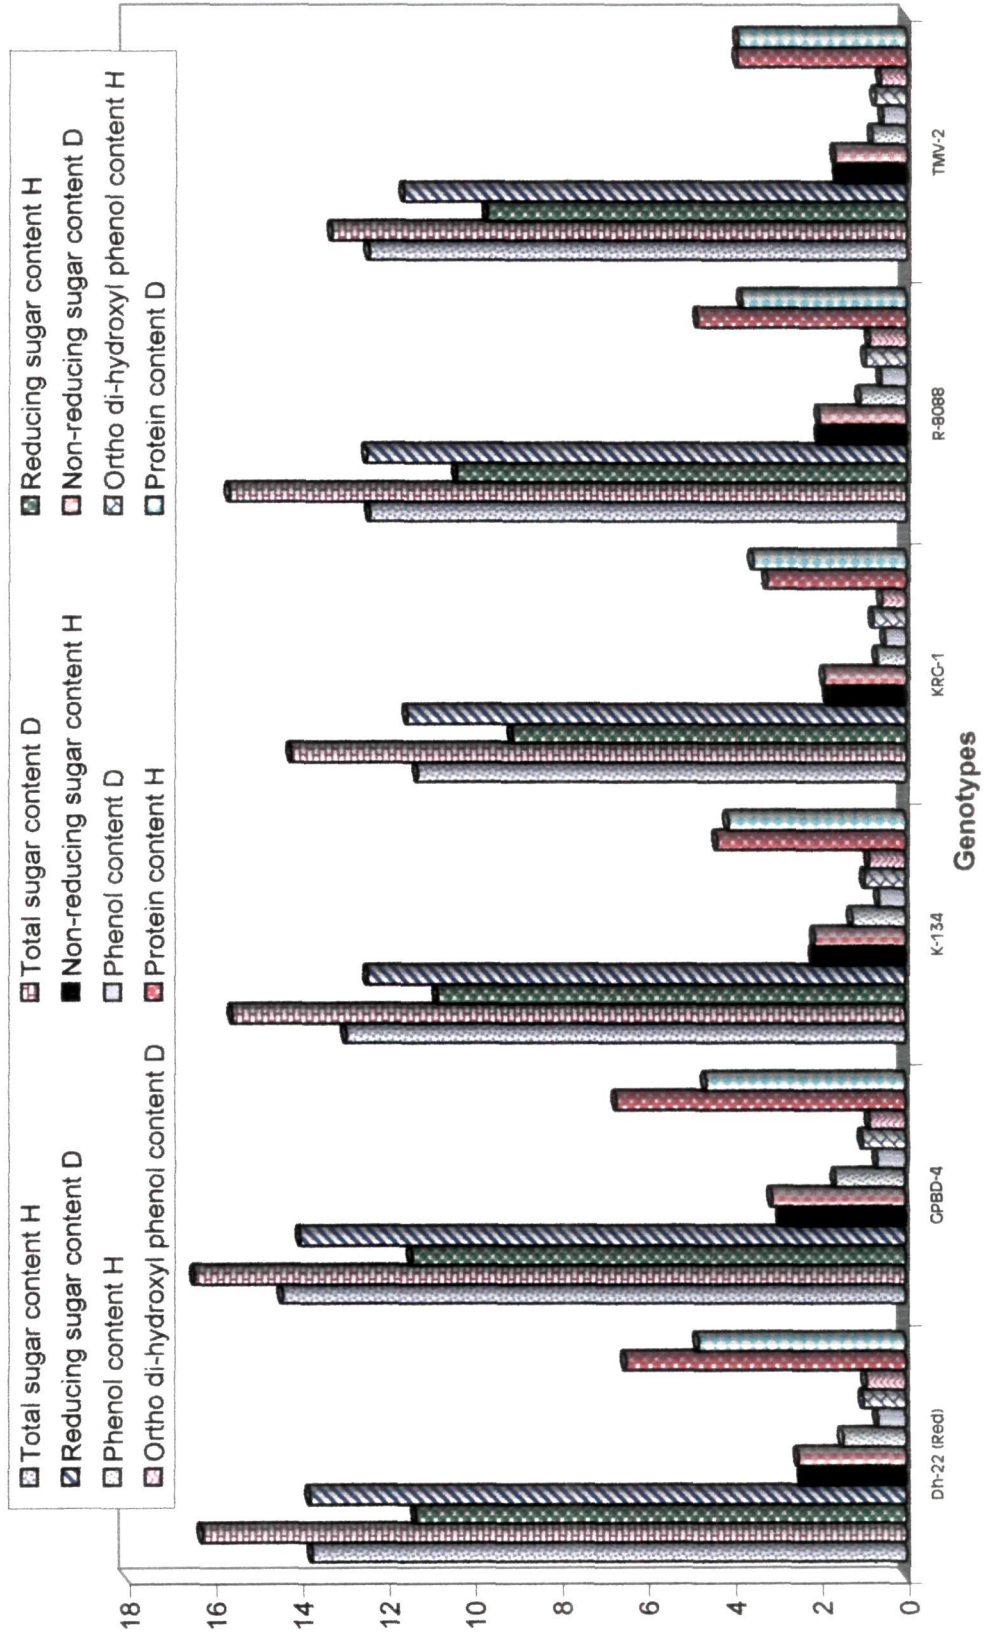 Total sugar content H
Total sugar content D
Reducing sugar content H
Reducing sugar content D
Non-reducing sugar content H
Non-reducing sugar content D
Phenol content H
Phenol content D
Ortho di-hydroxyl phenol content H
Ortho di-hydroxyl phenol content D
Protein content H
Protein content D
18
16
14
12
10
8
6
4
2
0
Dh-22 (Red)
GPBD-4
K-134
KRG-1
R-8088
TMV-2
Genotypes